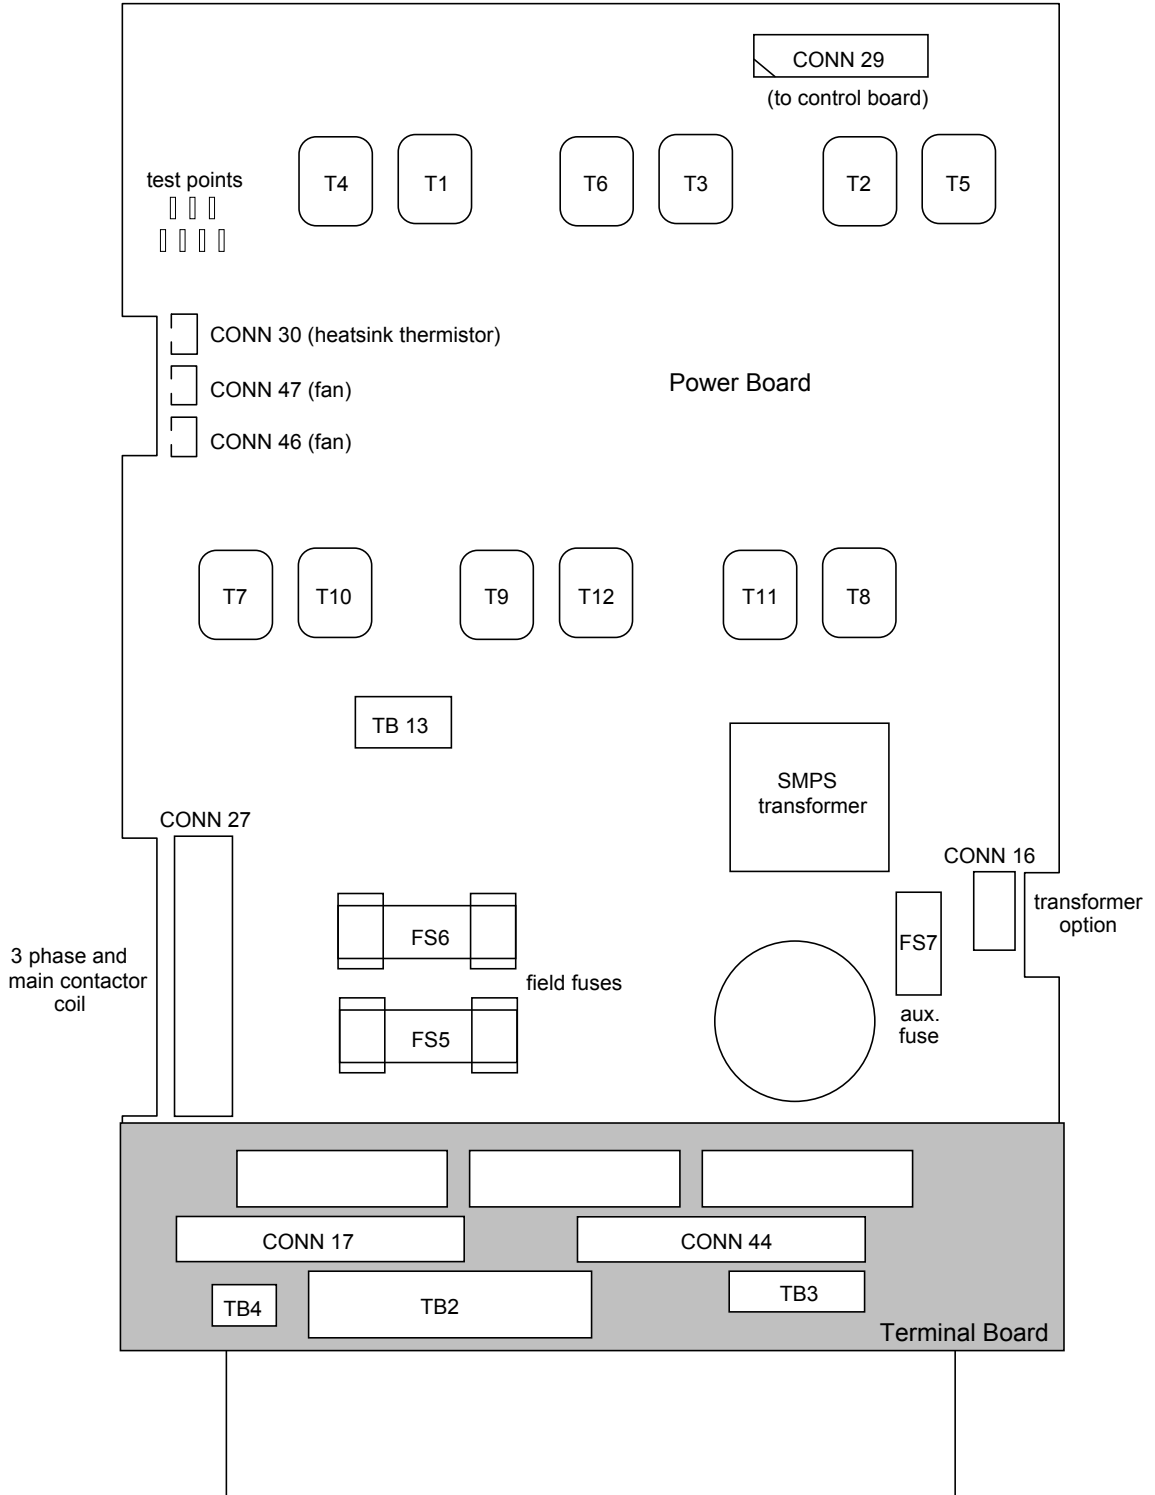 CONN 29
(to control board)
test points
T4
T1
T6
T3
T2
T5
CONN 30 (heatsink thermistor)
CONN 47 (fan)
CONN 46 (fan)
Power Board
T7
T10
T9
T12
T11
T8
TB 13
SMPS
transformer
CONN 27
CONN 16
transformer
option
FS6
FS7
3 phase and
main contactor
coil
field fuses
FS5
aux.
fuse
CONN 17
CONN 44
TB4
TB2
TB3
Terminal Board